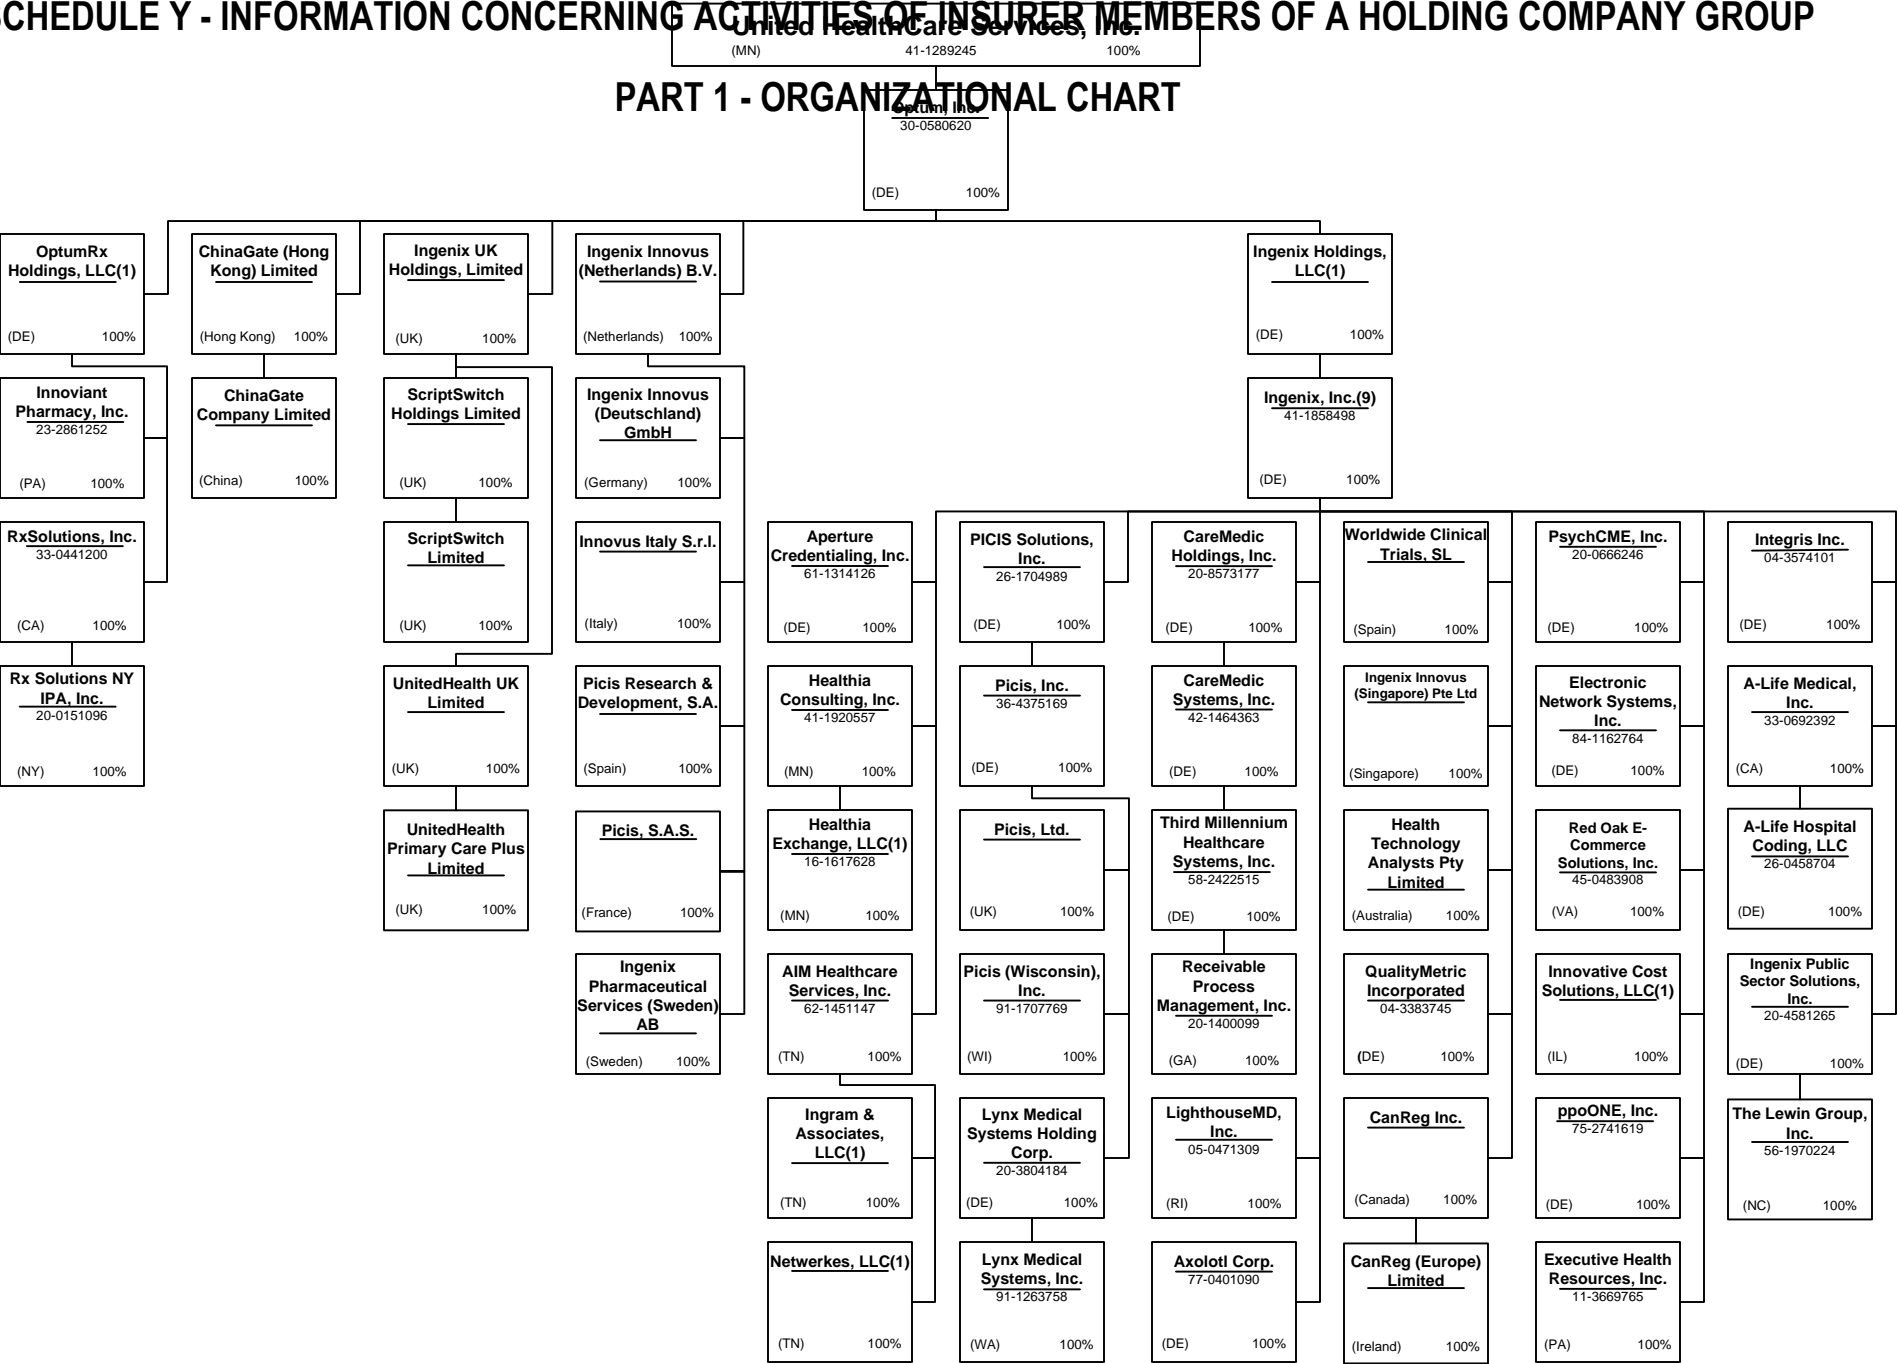 SCHEDULE Y - INFORMATION CONCERNING ACTIVITIES OF INSURER MEMBERS OF A HOLDING COMPANY GROUP
United HealthCare Services, Inc.
(MN) 41-1289245 100%
PART 1 - ORGANIZATIONAL CHART
Optum, Inc.
30-0580620
(DE) 100%
OptumRx
Holdings, LLC(1)
(DE) 100%
ChinaGate (Hong
Kong) Limited
(Hong Kong) 100%
Ingenix UK
Holdings, Limited
(UK) 100%
Ingenix Innovus
(Netherlands) B.V.
(Netherlands) 100%
Ingenix Holdings,
LLC(1)
(DE) 100%
Innoviant
Pharmacy, Inc.
23-2861252
(PA) 100%
ChinaGate
Company Limited
(China) 100%
ScriptSwitch
Holdings Limited
(UK) 100%
Ingenix Innovus
(Deutschland)
GmbH
(Germany) 100%
Ingenix, Inc.(9)
41-1858498
(DE) 100%
RxSolutions, Inc.
33-0441200
(CA) 100%
ScriptSwitch
Limited
(UK) 100%
Innovus Italy S.r.l.
(Italy) 100%
Aperture
Credentialing, Inc.
61-1314126
(DE) 100%
PICIS Solutions,
Inc.
26-1704989
(DE) 100%
CareMedic
Holdings, Inc.
20-8573177
(DE) 100%
Worldwide Clinical
Trials, SL
(Spain) 100%
PsychCME, Inc.
20-0666246
(DE) 100%
Integris Inc.
04-3574101
(DE) 100%
Rx Solutions NY
IPA, Inc.
20-0151096
(NY) 100%
UnitedHealth UK
Limited
(UK) 100%
Picis Research &
Development, S.A.
(Spain) 100%
Healthia
Consulting, Inc.
41-1920557
(MN) 100%
Picis, Inc.
36-4375169
(DE) 100%
CareMedic
Systems, Inc.
42-1464363
(DE) 100%
Ingenix Innovus
(Singapore) Pte Ltd
(Singapore) 100%
Electronic
Network Systems,
Inc.
84-1162764
(DE) 100%
A-Life Medical,
Inc.
33-0692392
(CA) 100%
UnitedHealth
Primary Care Plus
Limited
(UK) 100%
Picis, S.A.S.
(France) 100%
Healthia
Exchange, LLC(1)
16-1617628
(MN) 100%
Picis, Ltd.
(UK) 100%
Third Millennium
Healthcare
Systems, Inc.
58-2422515
(DE) 100%
Health
Technology
Analysts Pty
Limited
(Australia) 100%
Red Oak E-
Commerce
Solutions, Inc.
45-0483908
(VA) 100%
A-Life Hospital
Coding, LLC
26-0458704
(DE) 100%
Ingenix
Pharmaceutical
Services (Sweden)
AB
(Sweden) 100%
AIM Healthcare
Services, Inc.
62-1451147
(TN) 100%
Picis (Wisconsin),
Inc.
91-1707769
(WI) 100%
Receivable
Process
Management, Inc.
20-1400099
(GA) 100%
QualityMetric
Incorporated
04-3383745
(DE) 100%
Innovative Cost
Solutions, LLC(1)
(IL) 100%
Ingenix Public
Sector Solutions,
Inc.
20-4581265
(DE) 100%
Ingram &
Associates,
LLC(1)
(TN) 100%
Lynx Medical
Systems Holding
Corp.
20-3804184
(DE) 100%
LighthouseMD,
Inc.
05-0471309
(RI) 100%
CanReg Inc.
(Canada) 100%
ppoONE, Inc.
75-2741619
(DE) 100%
The Lewin Group,
Inc.
56-1970224
(NC) 100%
Netwerkes, LLC(1)
(TN) 100%
Lynx Medical
Systems, Inc.
91-1263758
(WA) 100%
Axolotl Corp.
77-0401090
(DE) 100%
CanReg (Europe)
Limited
(Ireland) 100%
Executive Health
Resources, Inc.
11-3669765
(PA) 100%